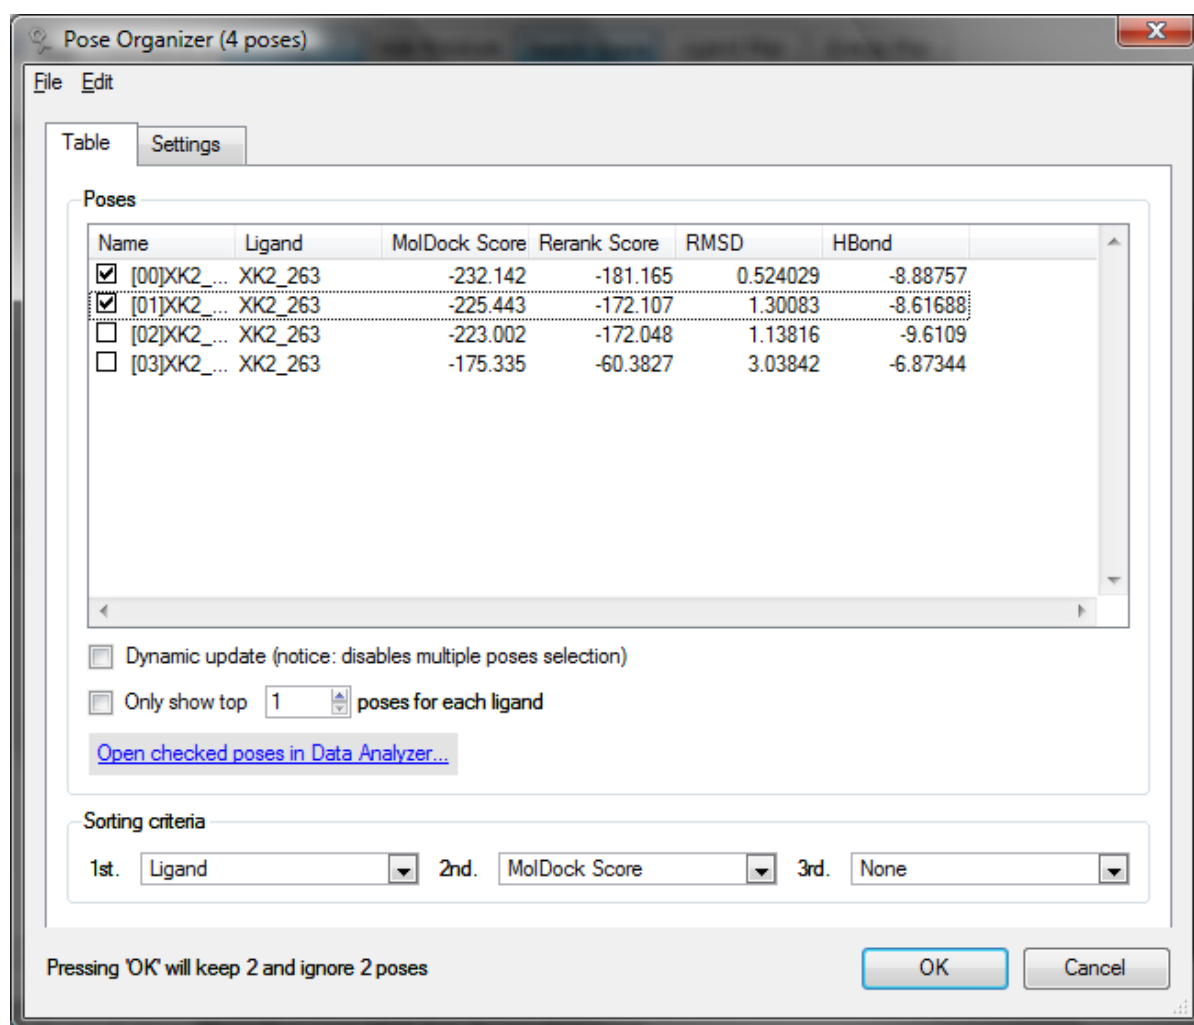 Pose Organizer (4 poses)
File Edit
Table Settings
Poses
Name Ligand MolDock Score Rerank Score RMSD HBond
[00]XK2_... XK2_263 -232.142 -181.165 0.524029 -8.88757
[01]XK2_... XK2_263 -225.443 -172.107 1.30083 -8.61688
[02]XK2_... XK2_263 -223.002 -172.048 1.13816 -9.6109
[03]XK2_... XK2_263 -175.335 -60.3827 3.03842 -6.87344
Dynamic update (notice: disables multiple poses selection)
Only show top 1 poses for each ligand
Open checked poses in Data Analyzer...
Sorting criteria
1st. Ligand 2nd. MolDock Score 3rd. None
Pressing 'OK' will keep 2 and ignore 2 poses OK Cancel